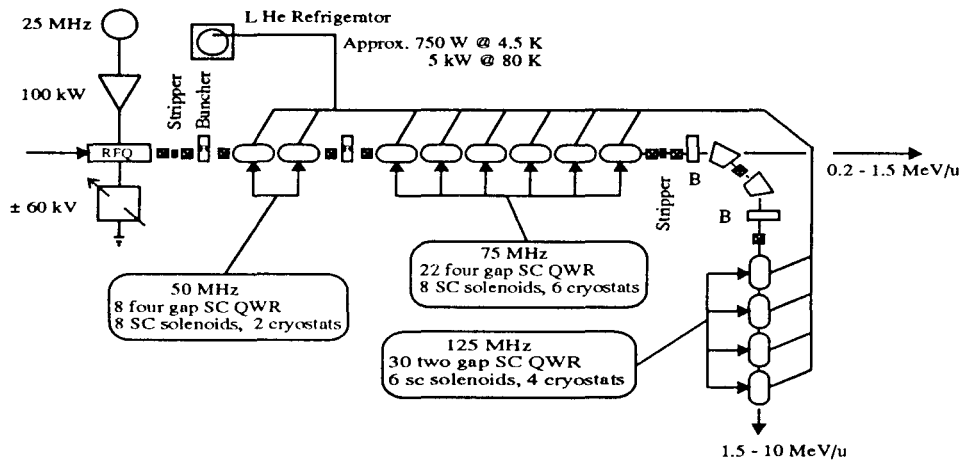 25 MHz
L He Refrigerator
Approx. 750 W @ 4.5 K
5 kW @ 80 K
100 kW
Stripper
Buncher
RFQ
± 60 kV
B
0.2 - 1.5 MeV/u
Stripper
B
50 MHz
8 four gap SC QWR
8 SC solenoids, 2 cryostats
75 MHz
22 four gap SC QWR
8 SC solenoids, 6 cryostats
125 MHz
30 two gap SC QWR
6 sc solenoids, 4 cryostats
1.5 - 10 MeV/u